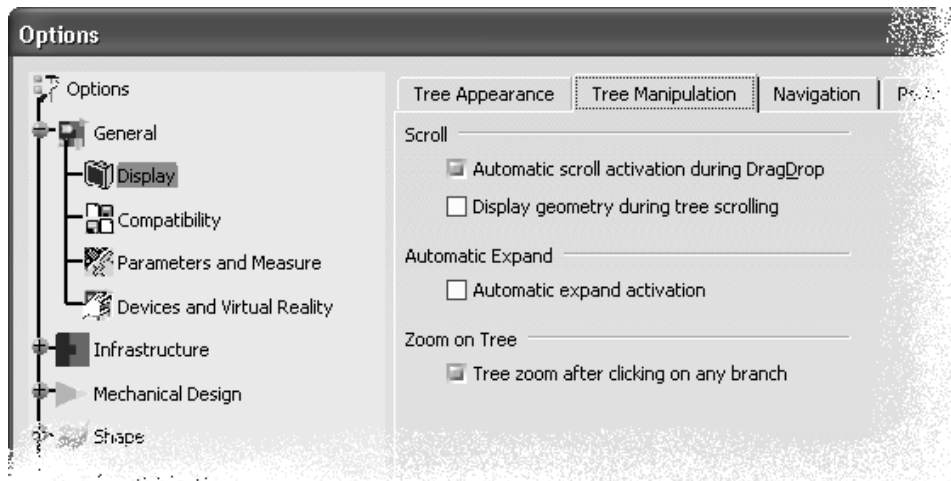 Options
Options
General
Display
Compatibility
Parameters and Measure
Devices and Virtual Reality
Infrastructure
Mechanical Design
Shape
Tree Appearance Tree Manipulation Navigation
Scroll
Automatic scroll activation during DragDrop
Display geometry during tree scrolling
Automatic Expand
Automatic expand activation
Zoom on Tree
Tree zoom after clicking on any branch